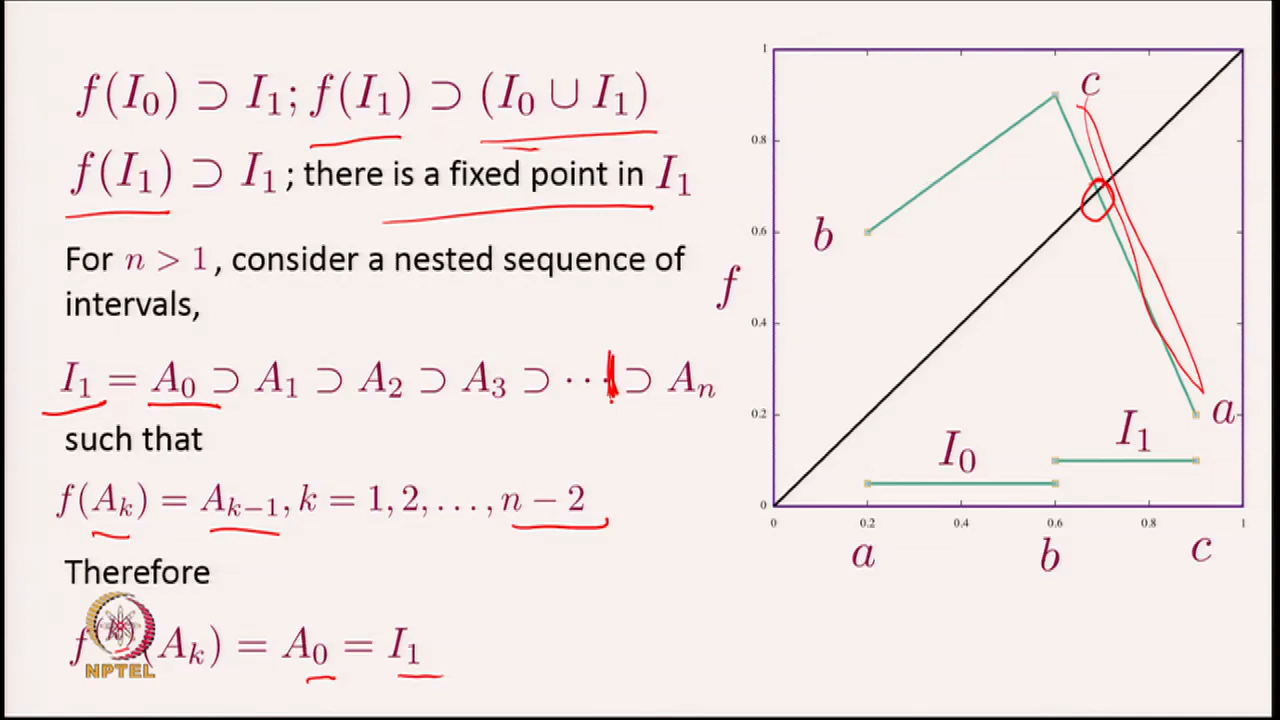 f(I₀) ⊃ I₁; f(I₁) ⊃ (I₀ ∪ I₁)
f(I₁) ⊃ I₁ ; there is a fixed point in I₁
For n > 1, consider a nested sequence of
intervals,
I₁ = A₀ ⊃ A₁ ⊃ A₂ ⊃ A₃ ⊃ ··· ⊃ Aₙ
such that
f(Aₖ) = Aₖ₋₁, k = 1, 2, ..., n − 2
Therefore
f⁽ᵏ⁾(Aₖ) = A₀ = I₁
NPTEL
1
c
0.8
b
0.6
f
0.4
a
0.2
I₀
I₁
0
0 0.2 0.4 0.6 0.8 1
a b c